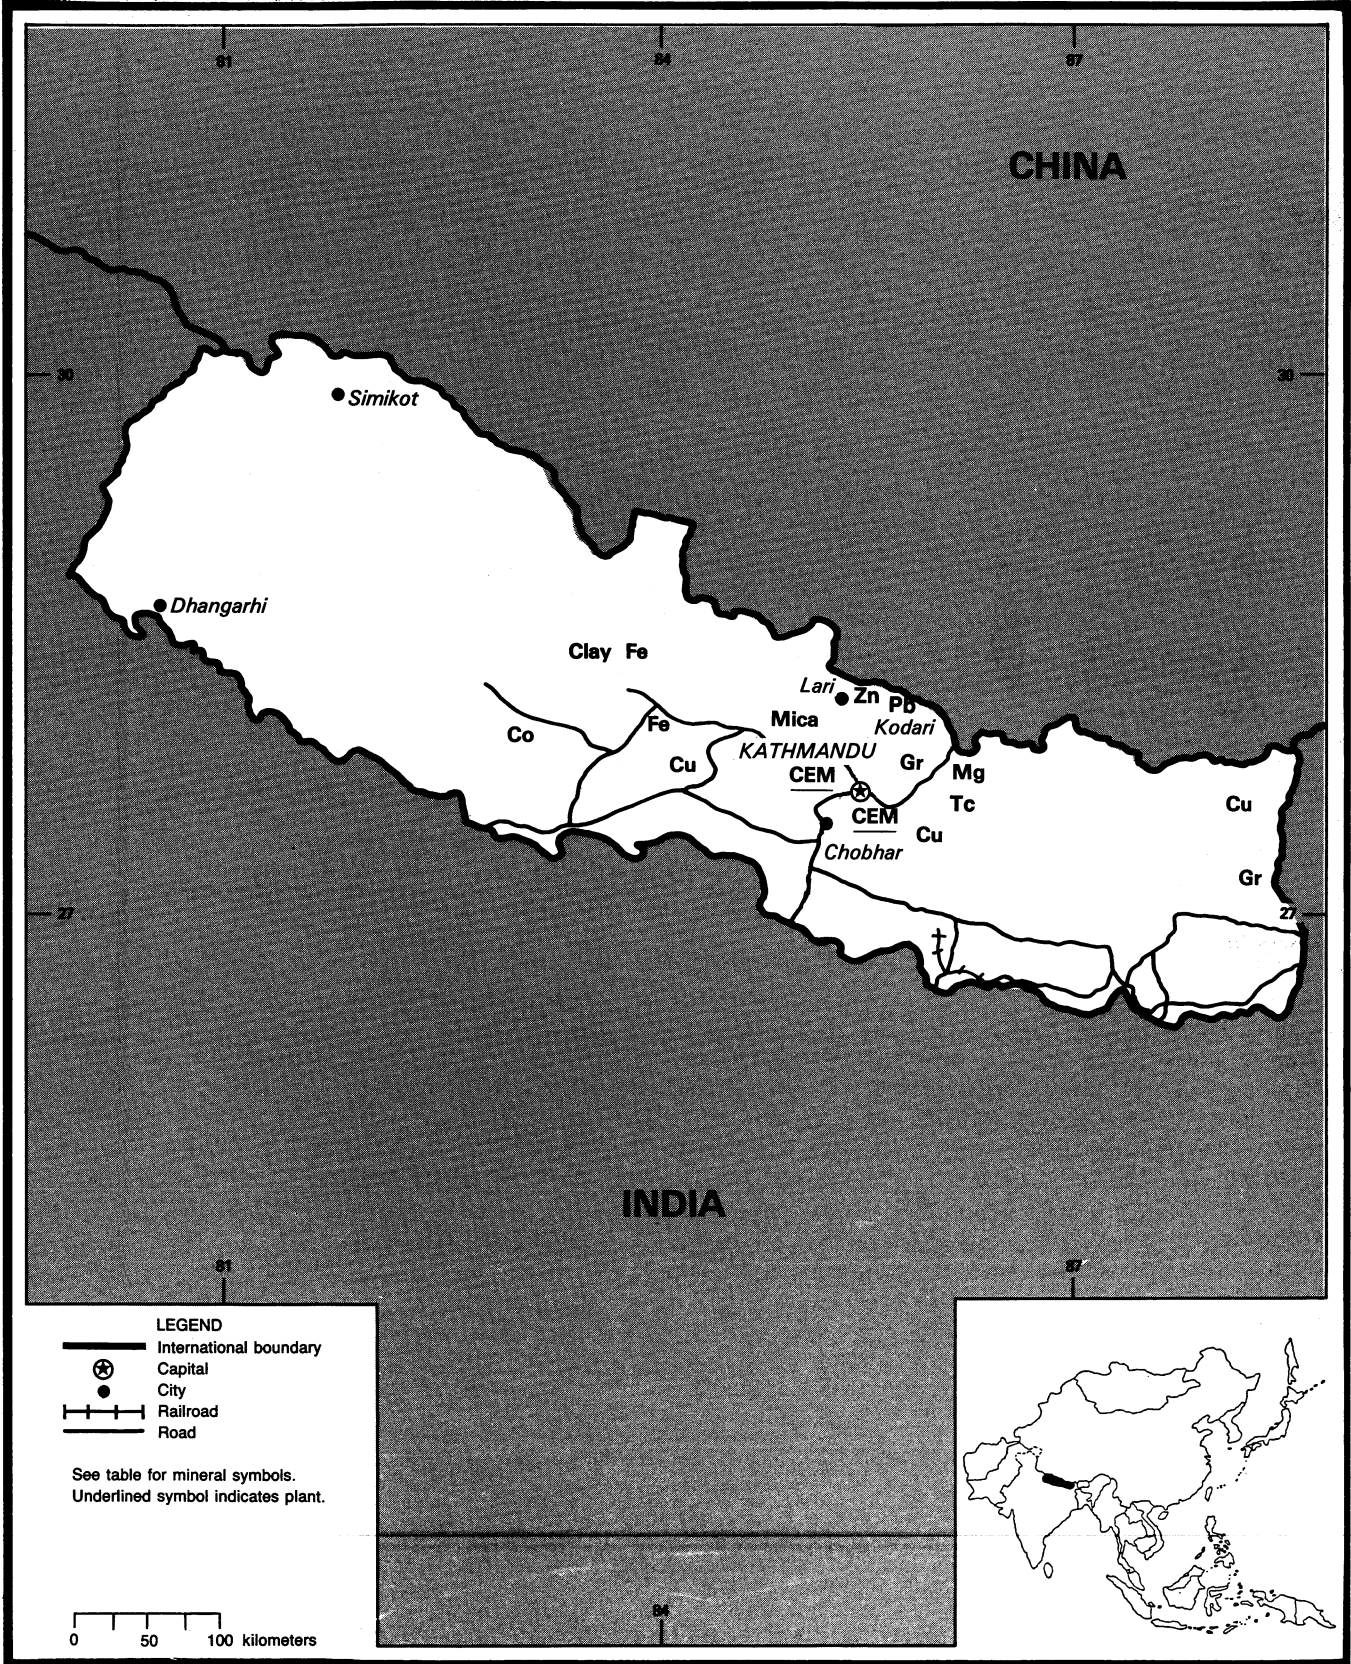 81 84 87
CHINA
30 30
Simikot
Dhangarhi
Clay Fe
Lari Zn Pb
Mica Kodari
Co Fe
KATHMANDU
Cu CEM Gr Mg
Tc Cu
CEM
Cu
Chobhar
Gr
27 27
INDIA
81 87
LEGEND
International boundary
Capital
City
Railroad
Road
See table for mineral symbols.
Underlined symbol indicates plant.
84
0 50 100 kilometers